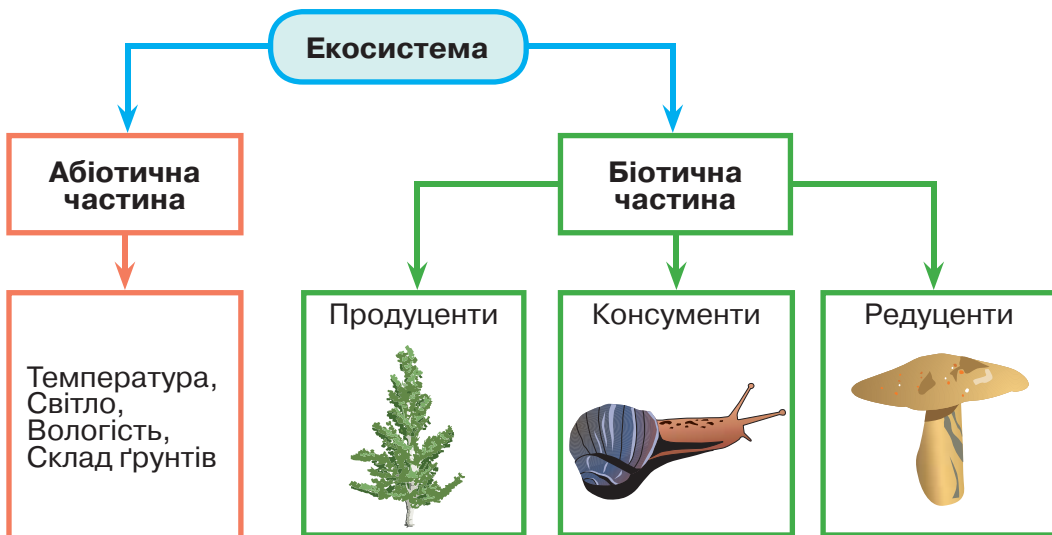 Екосистема
Абіотична
частина
Біотична
частина
Температура,
Світло,
Вологість,
Склад ґрунтів
Продуценти
Консументи
Редуценти